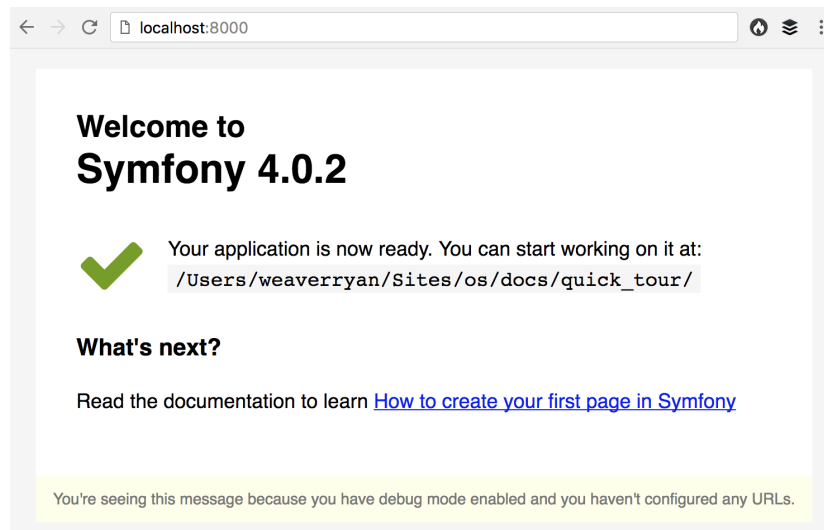 localhost:8000
Welcome to
Symfony 4.0.2
Your application is now ready. You can start working on it at:
/Users/weaverryan/Sites/os/docs/quick_tour/
What's next?
Read the documentation to learn How to create your first page in Symfony
You're seeing this message because you have debug mode enabled and you haven't configured any URLs.